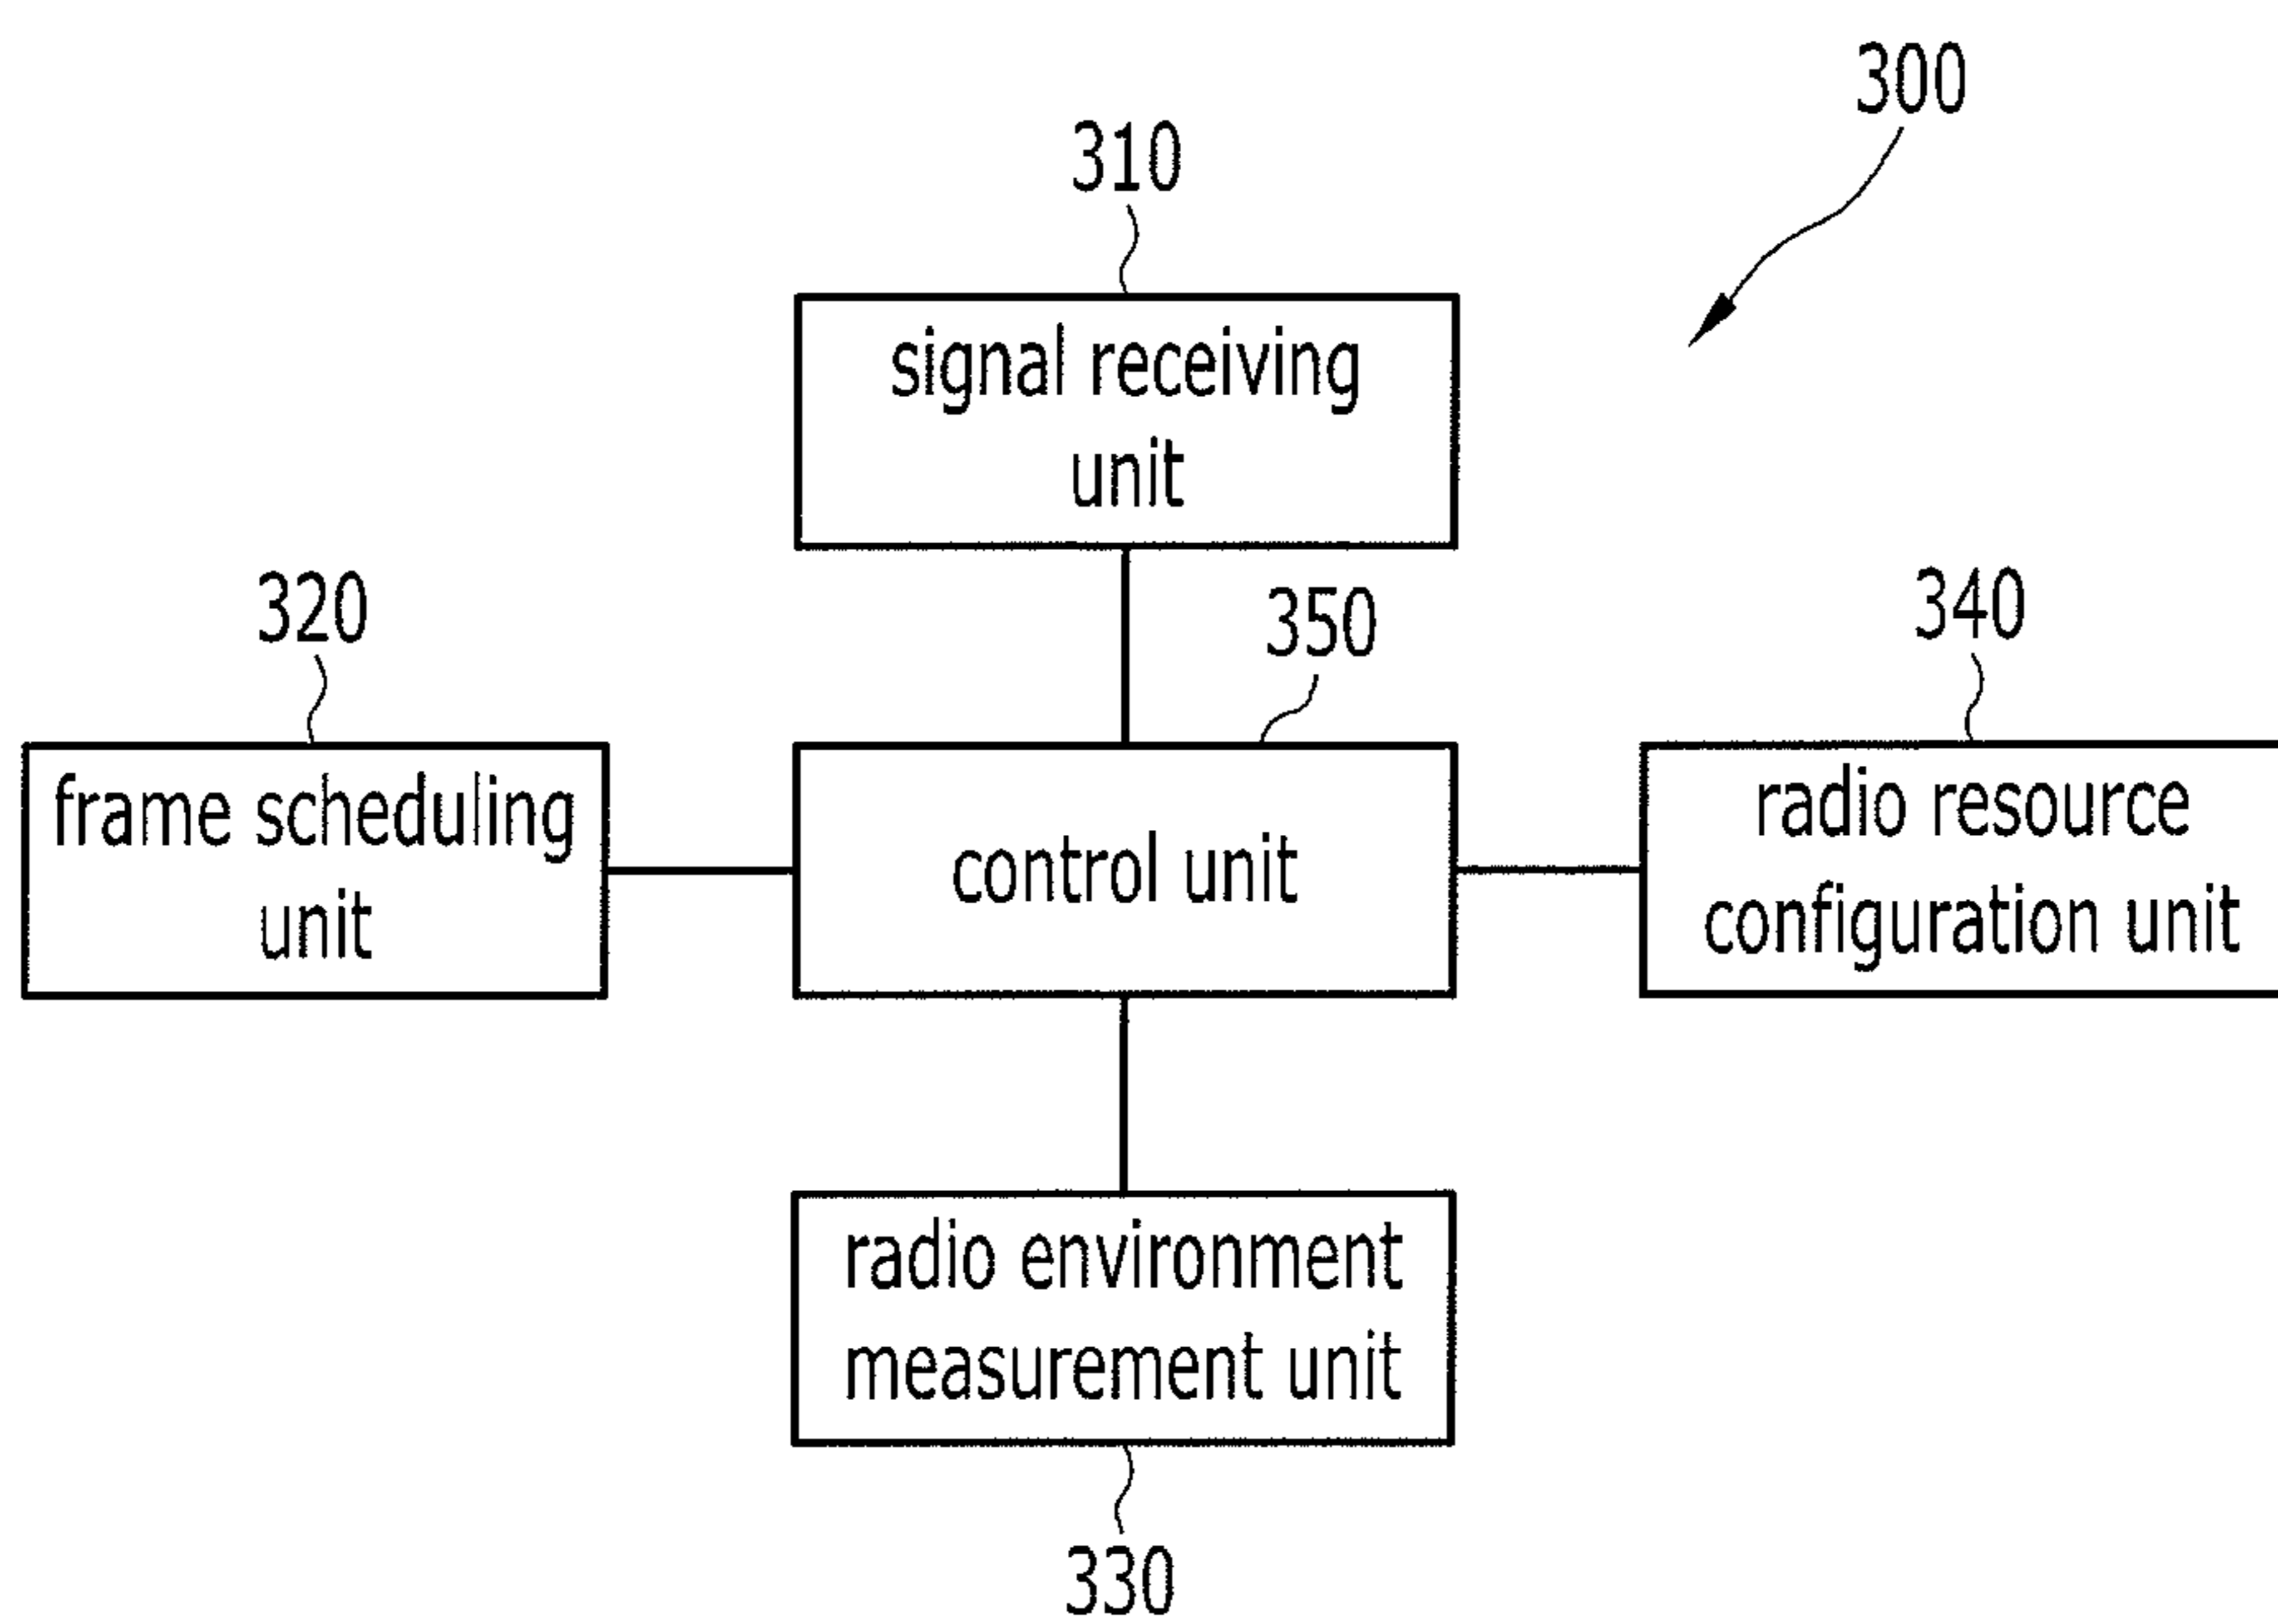 300
310
signal receiving
unit
320
350
340
frame scheduling
unit
control unit
radio resource
configuration unit
radio environment
measurement unit
330